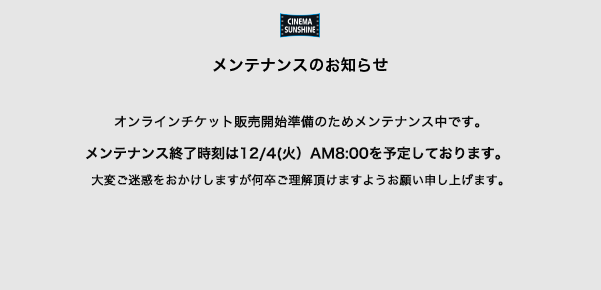 CINEMA
SUNSHINE
メンテナンスのお知らせ
オンラインチケット販売開始準備のためメンテナンス中です。
メンテナンス終了時刻は12/4(火）AM8:00を予定しております。
大変ご迷惑をおかけしますが何卒ご理解頂けますようお願い申し上げます。